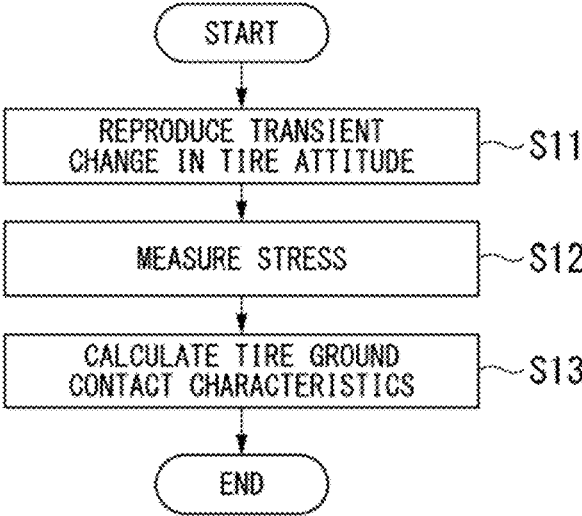 START
REPRODUCE TRANSIENT
CHANGE IN TIRE ATTITUDE
S11
MEASURE STRESS
S12
CALCULATE TIRE GROUND
CONTACT CHARACTERISTICS
S13
END